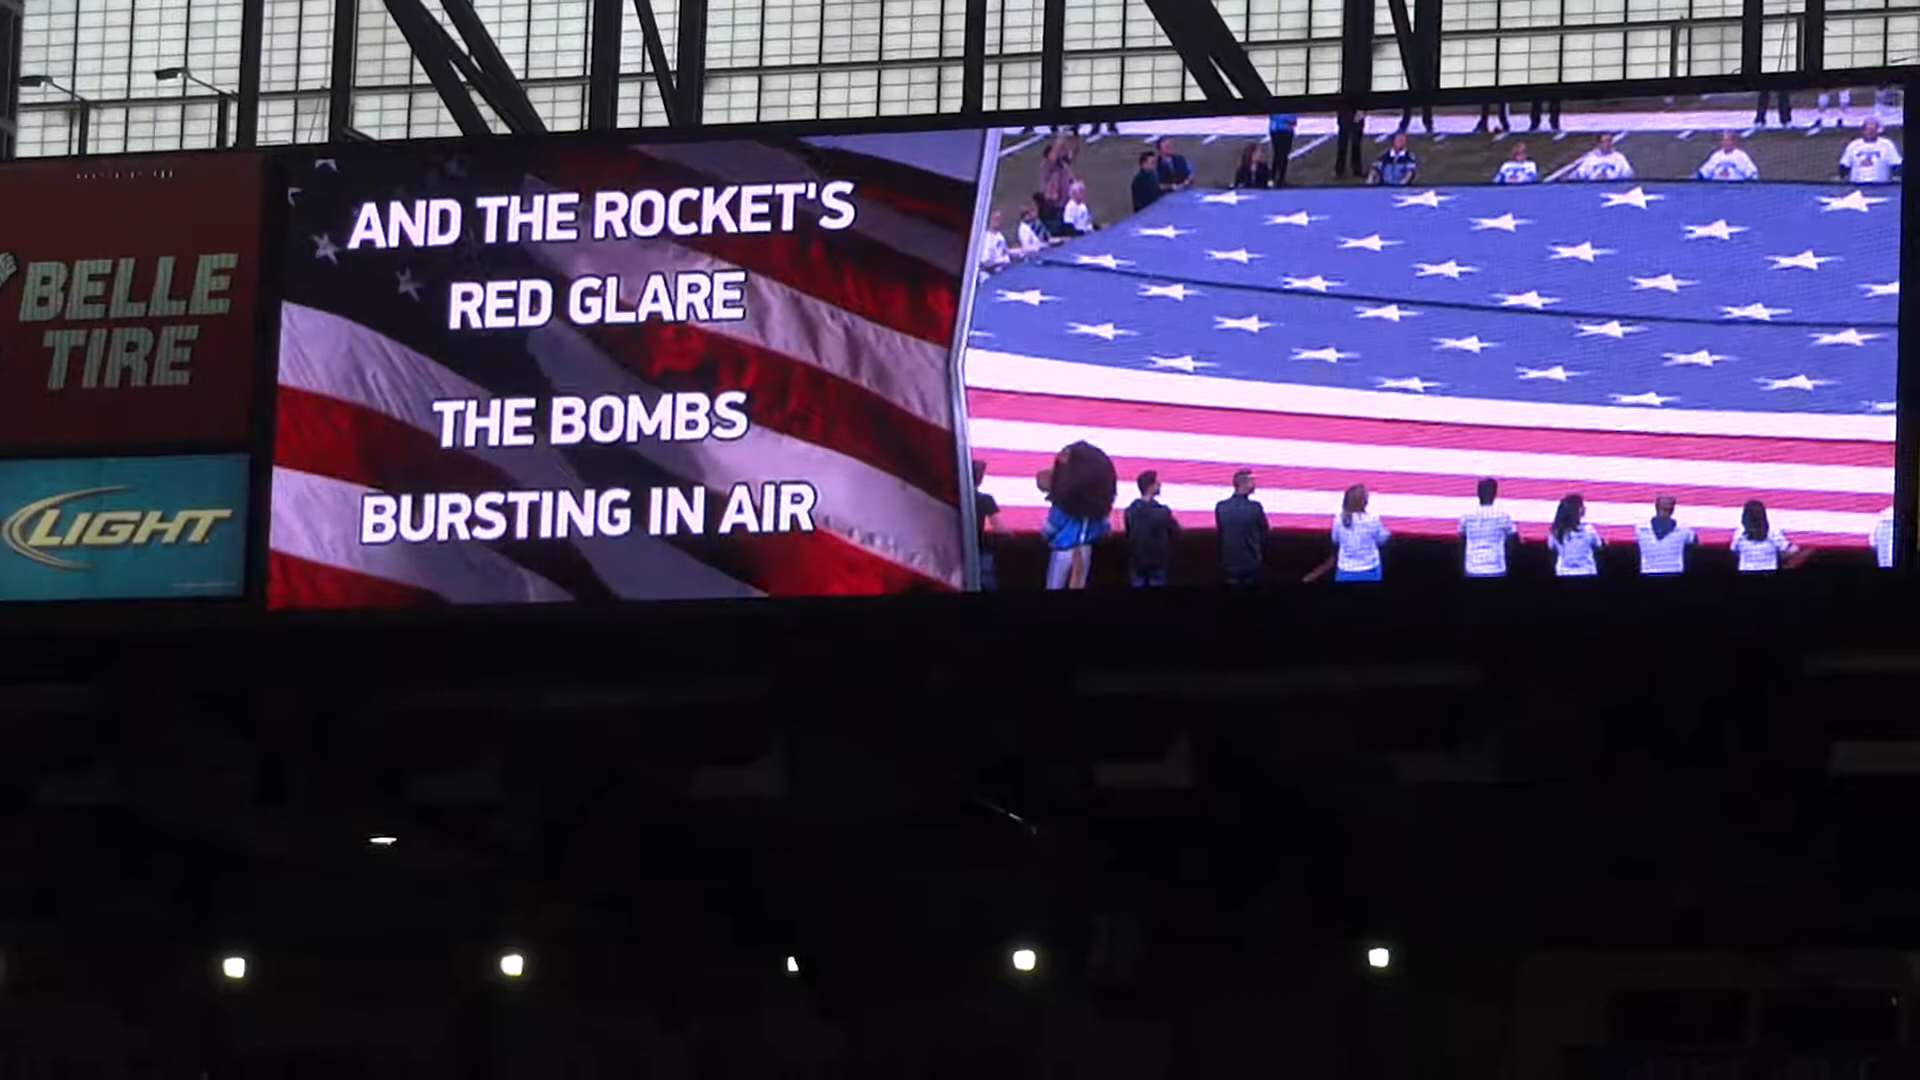 BELLE
TIRE
LIGHT
AND THE ROCKET'S
RED GLARE
THE BOMBS
BURSTING IN AIR